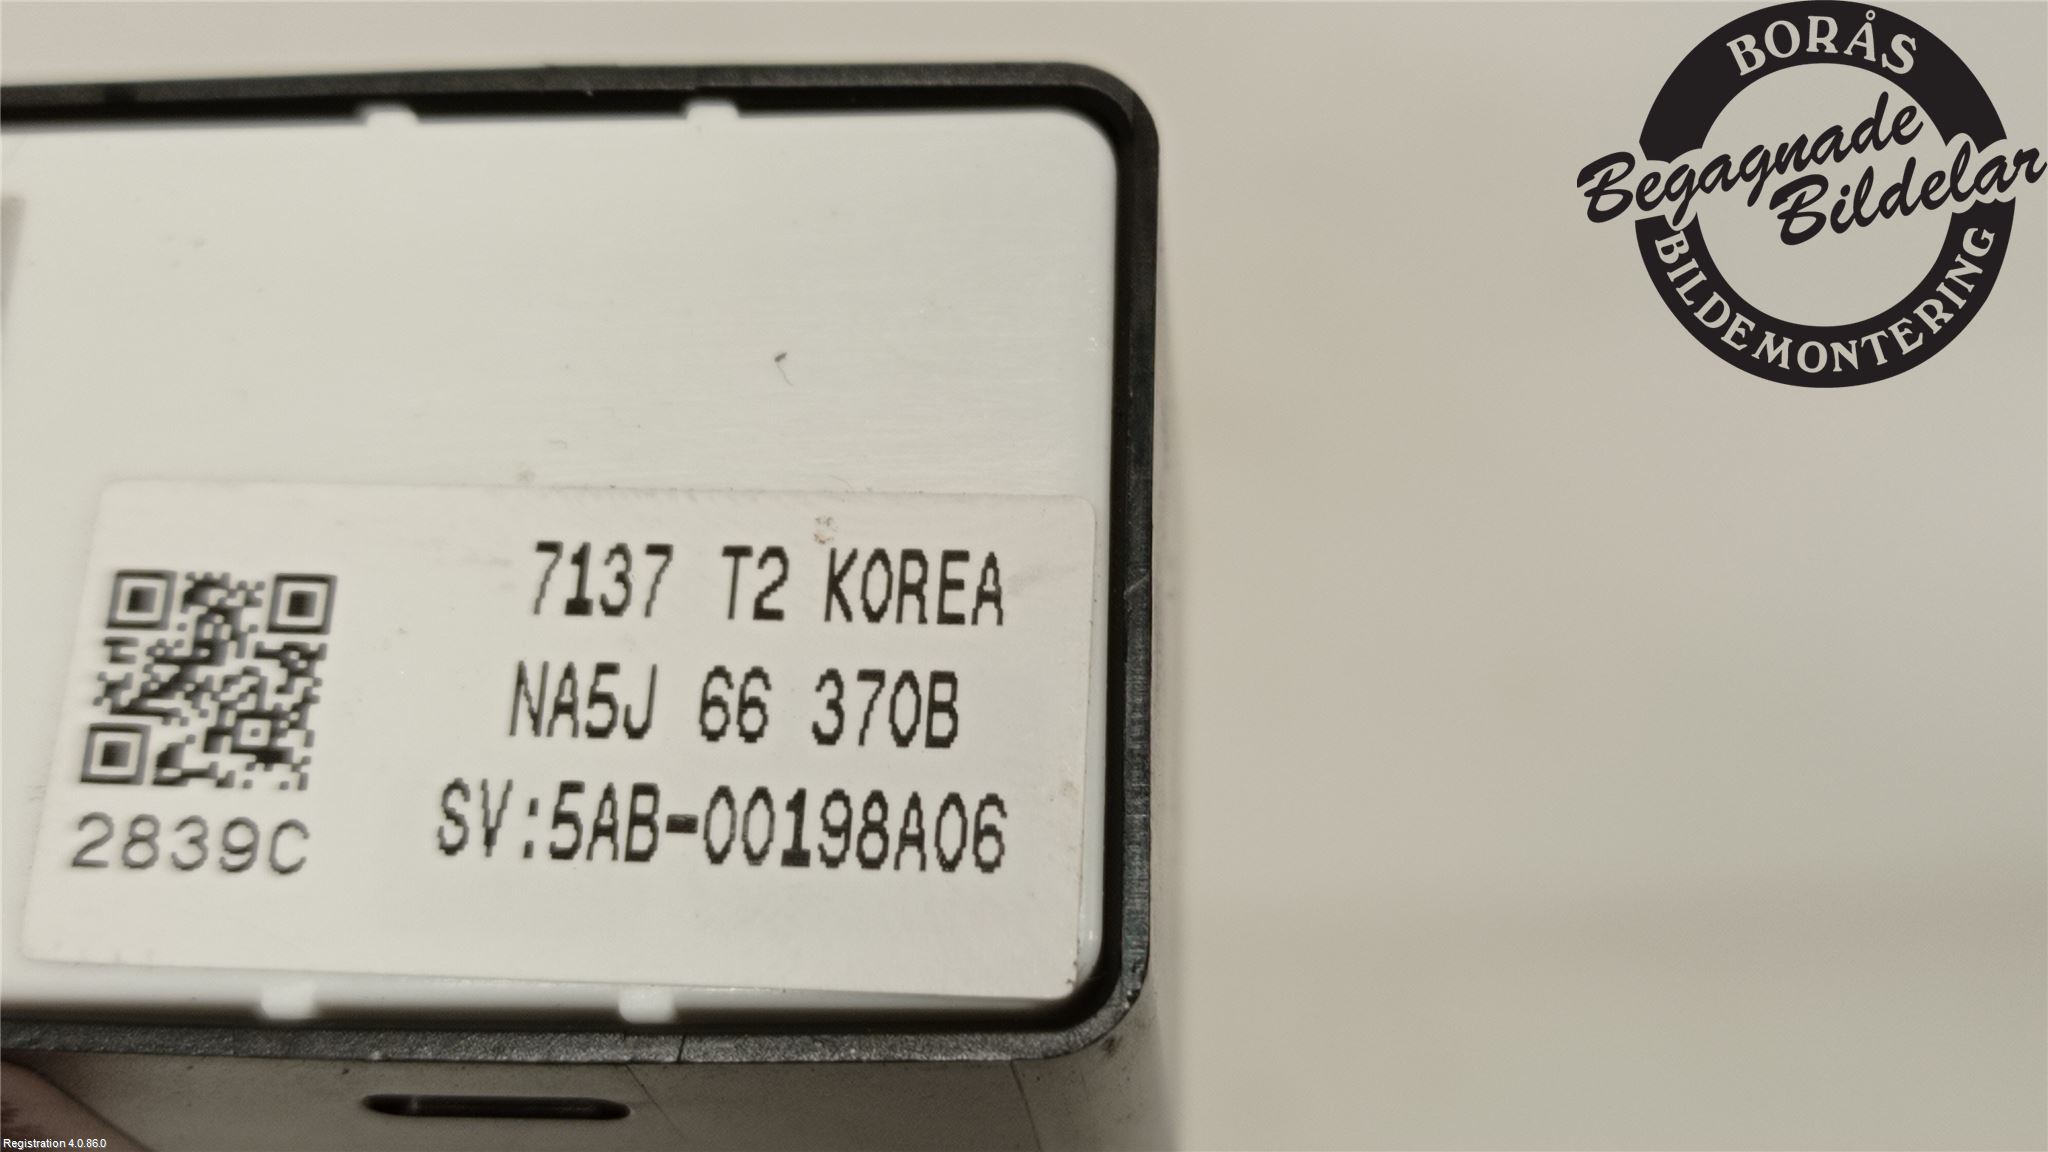 BORÅS
Begagnade
Bildelar
BILDEMONTERING
7137 T2 KOREA
NA5J 66 370B
SV:5AB-00198A06
2839C
Registration 4.0.86.0